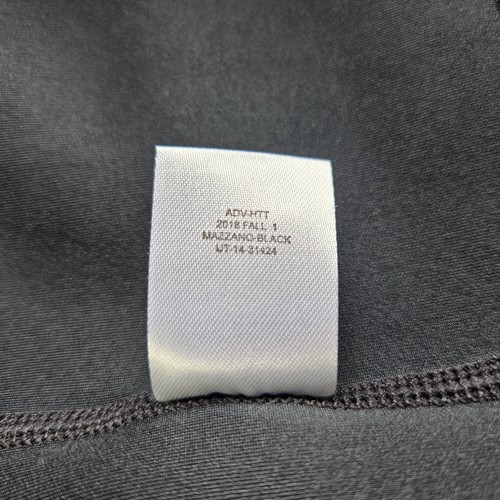 ADV-HTT
2018 FALL 1
MAZZANO-BLACK
UT-14-31424